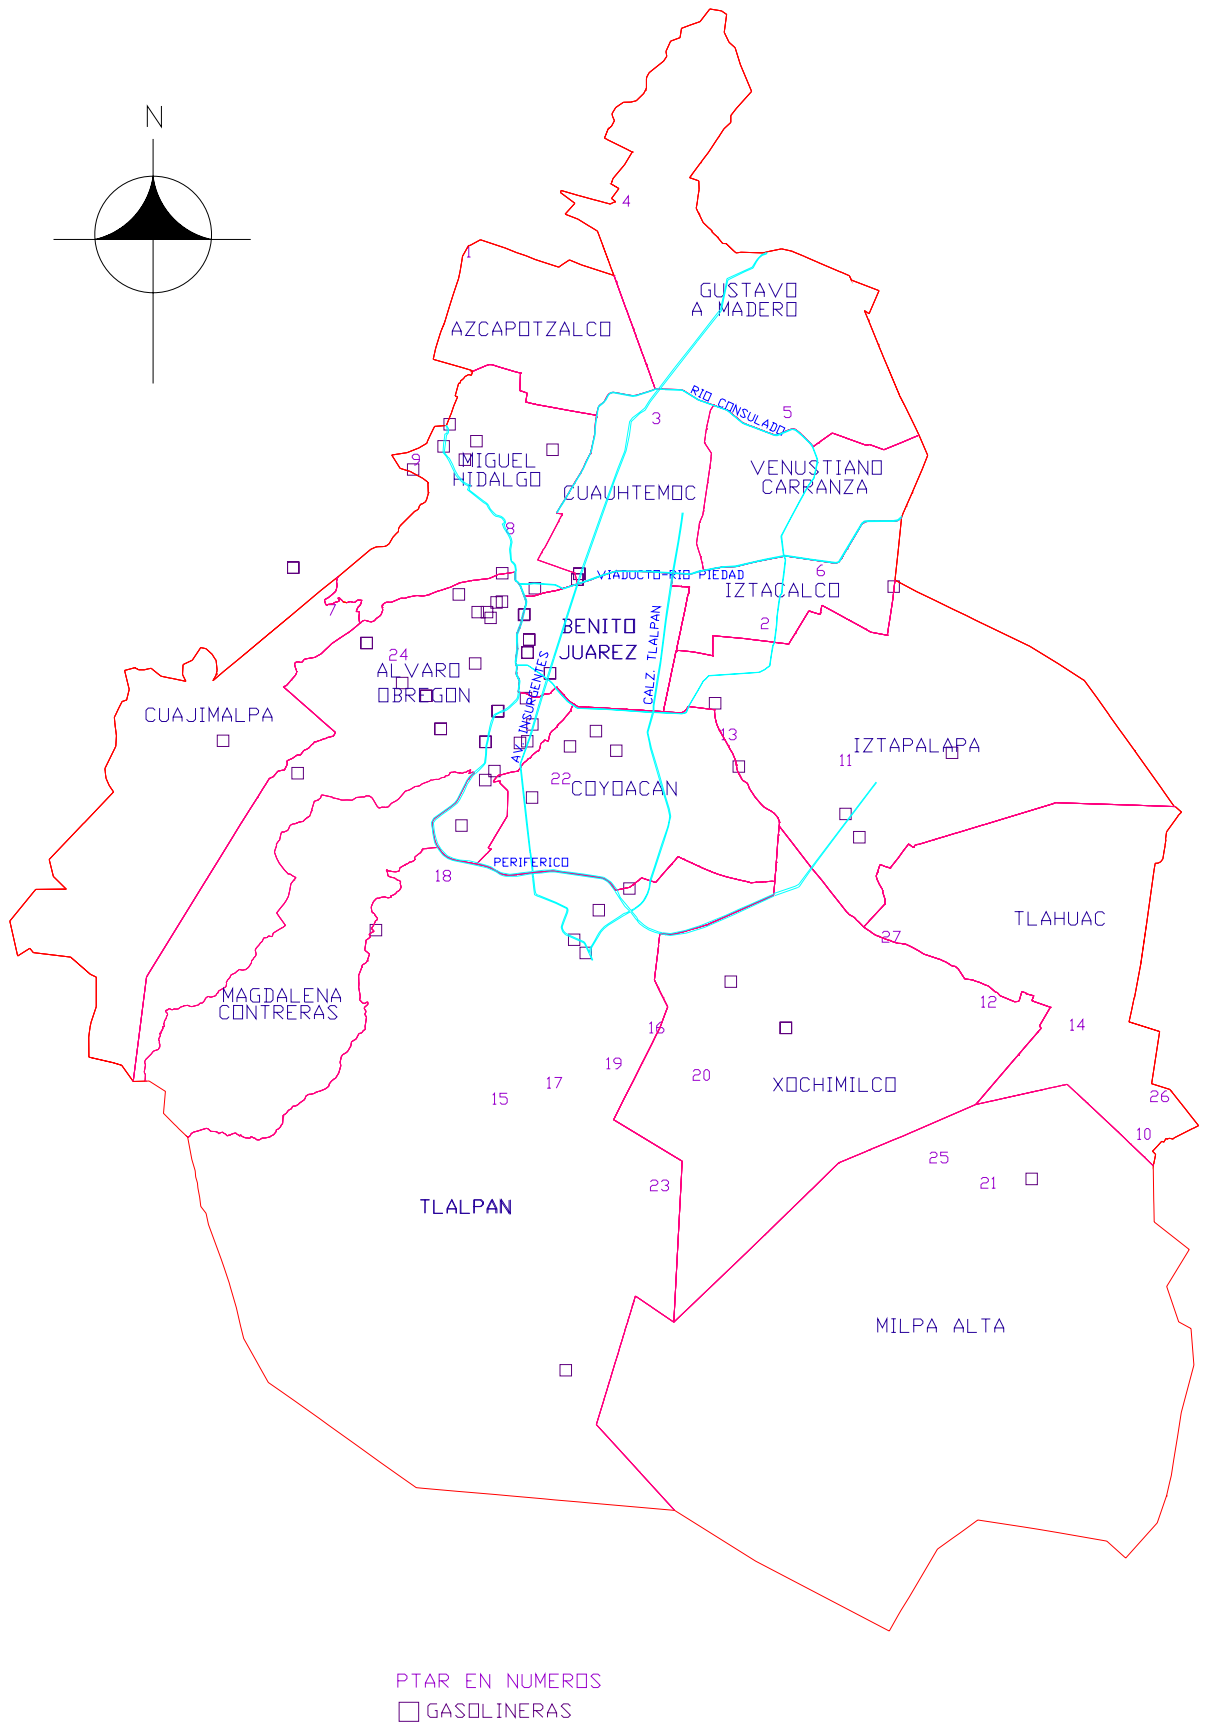 N
4
1
GUSTAVO
A MADERO
AZCAPOTZALCO
RIO CONSULADO
5
3
9
MIGUEL
HIDALGO
VENUSTIANO
CARRANZA
CUAUHTEMOC
8
VIADUCTO-RIO PIEDAD
6
IZTACALCO
7
2
BENITO
JUAREZ
CALZ. TLALPAN
24
ALVARO
OBREGON
AV. INSURGENTES
CUAJIMALPA
13
11
IZTAPALAPA
22
COYOACAN
PERIFERICO
18
TLAHUAC
27
MAGDALENA
CONTRERAS
12
16
14
19
20
17
15
XOCHIMILCO
26
10
25
21
23
TLALPAN
MILPA ALTA
PTAR EN NUMEROS
GASOLINERAS